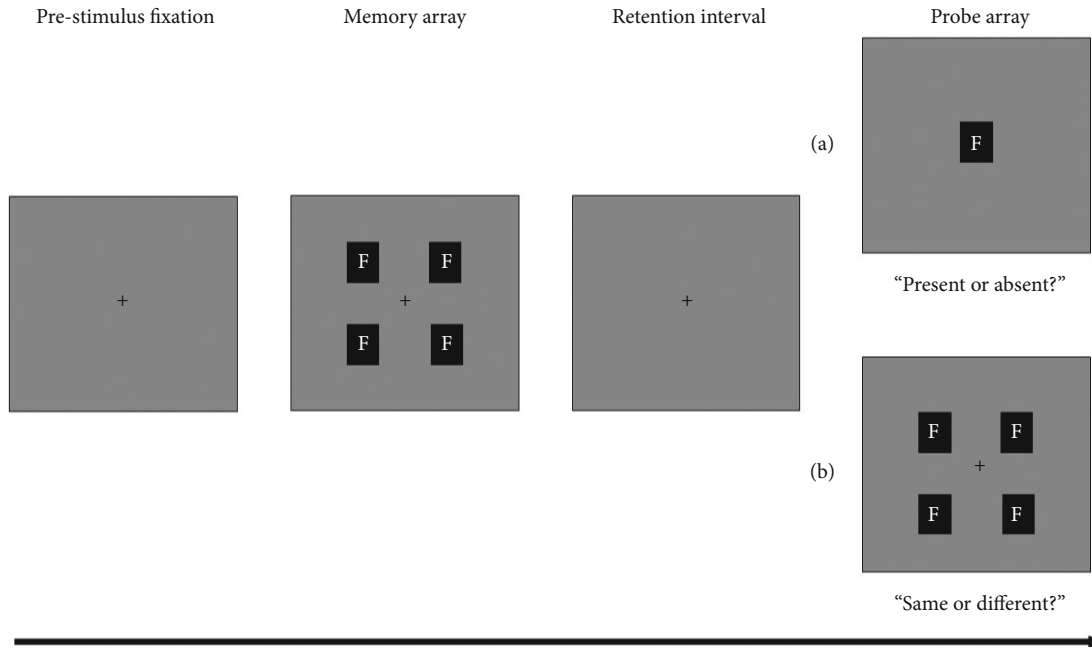 Pre-stimulus fixation
Memory array
Retention interval
Probe array
(a)
F
“Present or absent?”
+
F F
+
F F
+
(b)
F F
+
F F
“Same or different?”